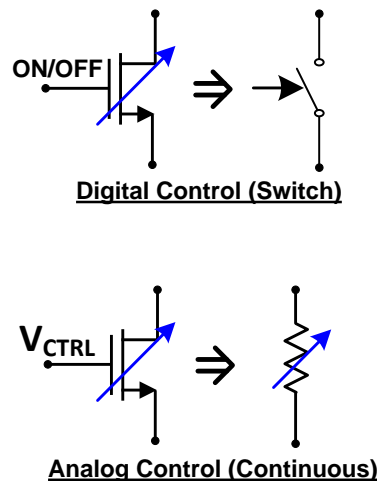 ON/OFF
Digital Control (Switch)
VCTRL
Analog Control (Continuous)